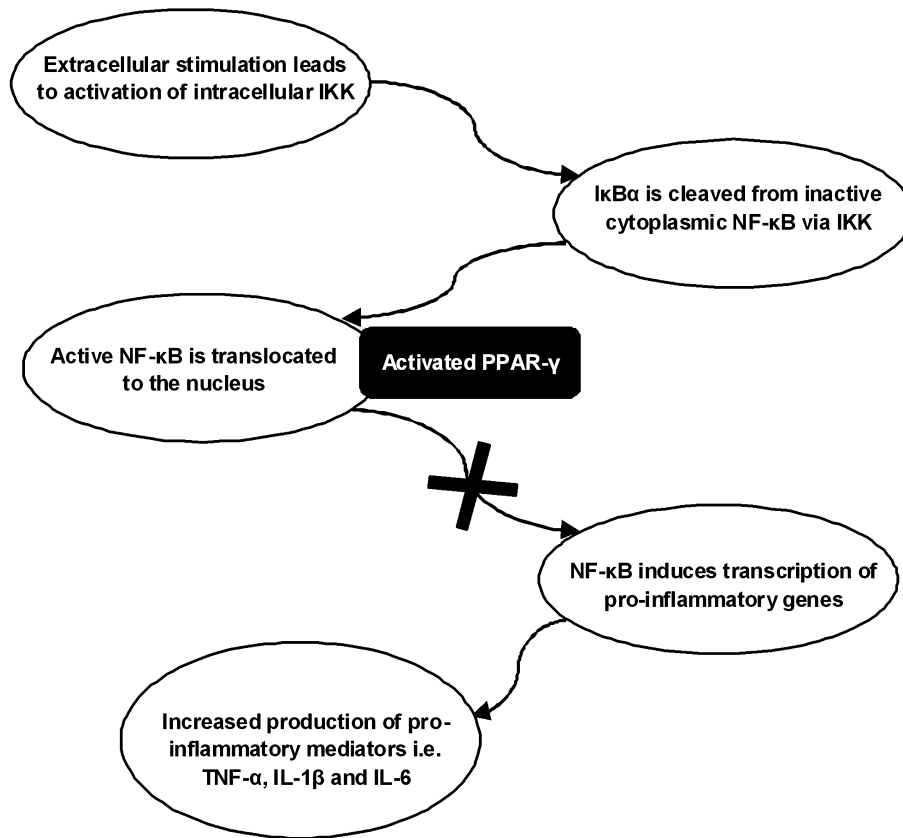 Extracellular stimulation leads
to activation of intracellular IKK
IκBα is cleaved from inactive
cytoplasmic NF-κB via IKK
Active NF-κB is translocated
to the nucleus
Activated PPAR-γ
NF-κB induces transcription of
pro-inflammatory genes
Increased production of pro-
inflammatory mediators i.e.
TNF-α, IL-1β and IL-6